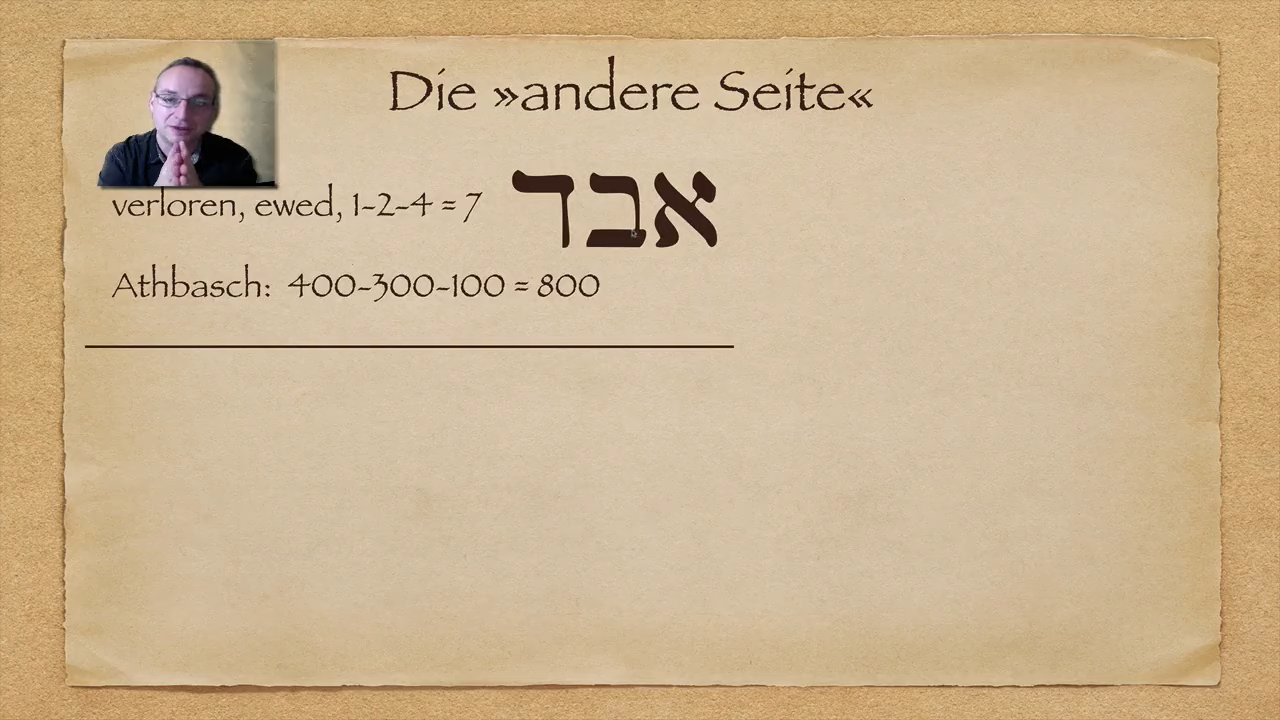 Die »andere Seite«
verloren, ewed, 1-2-4 = 7 אבד
Athbasch: 400-300-100 = 800